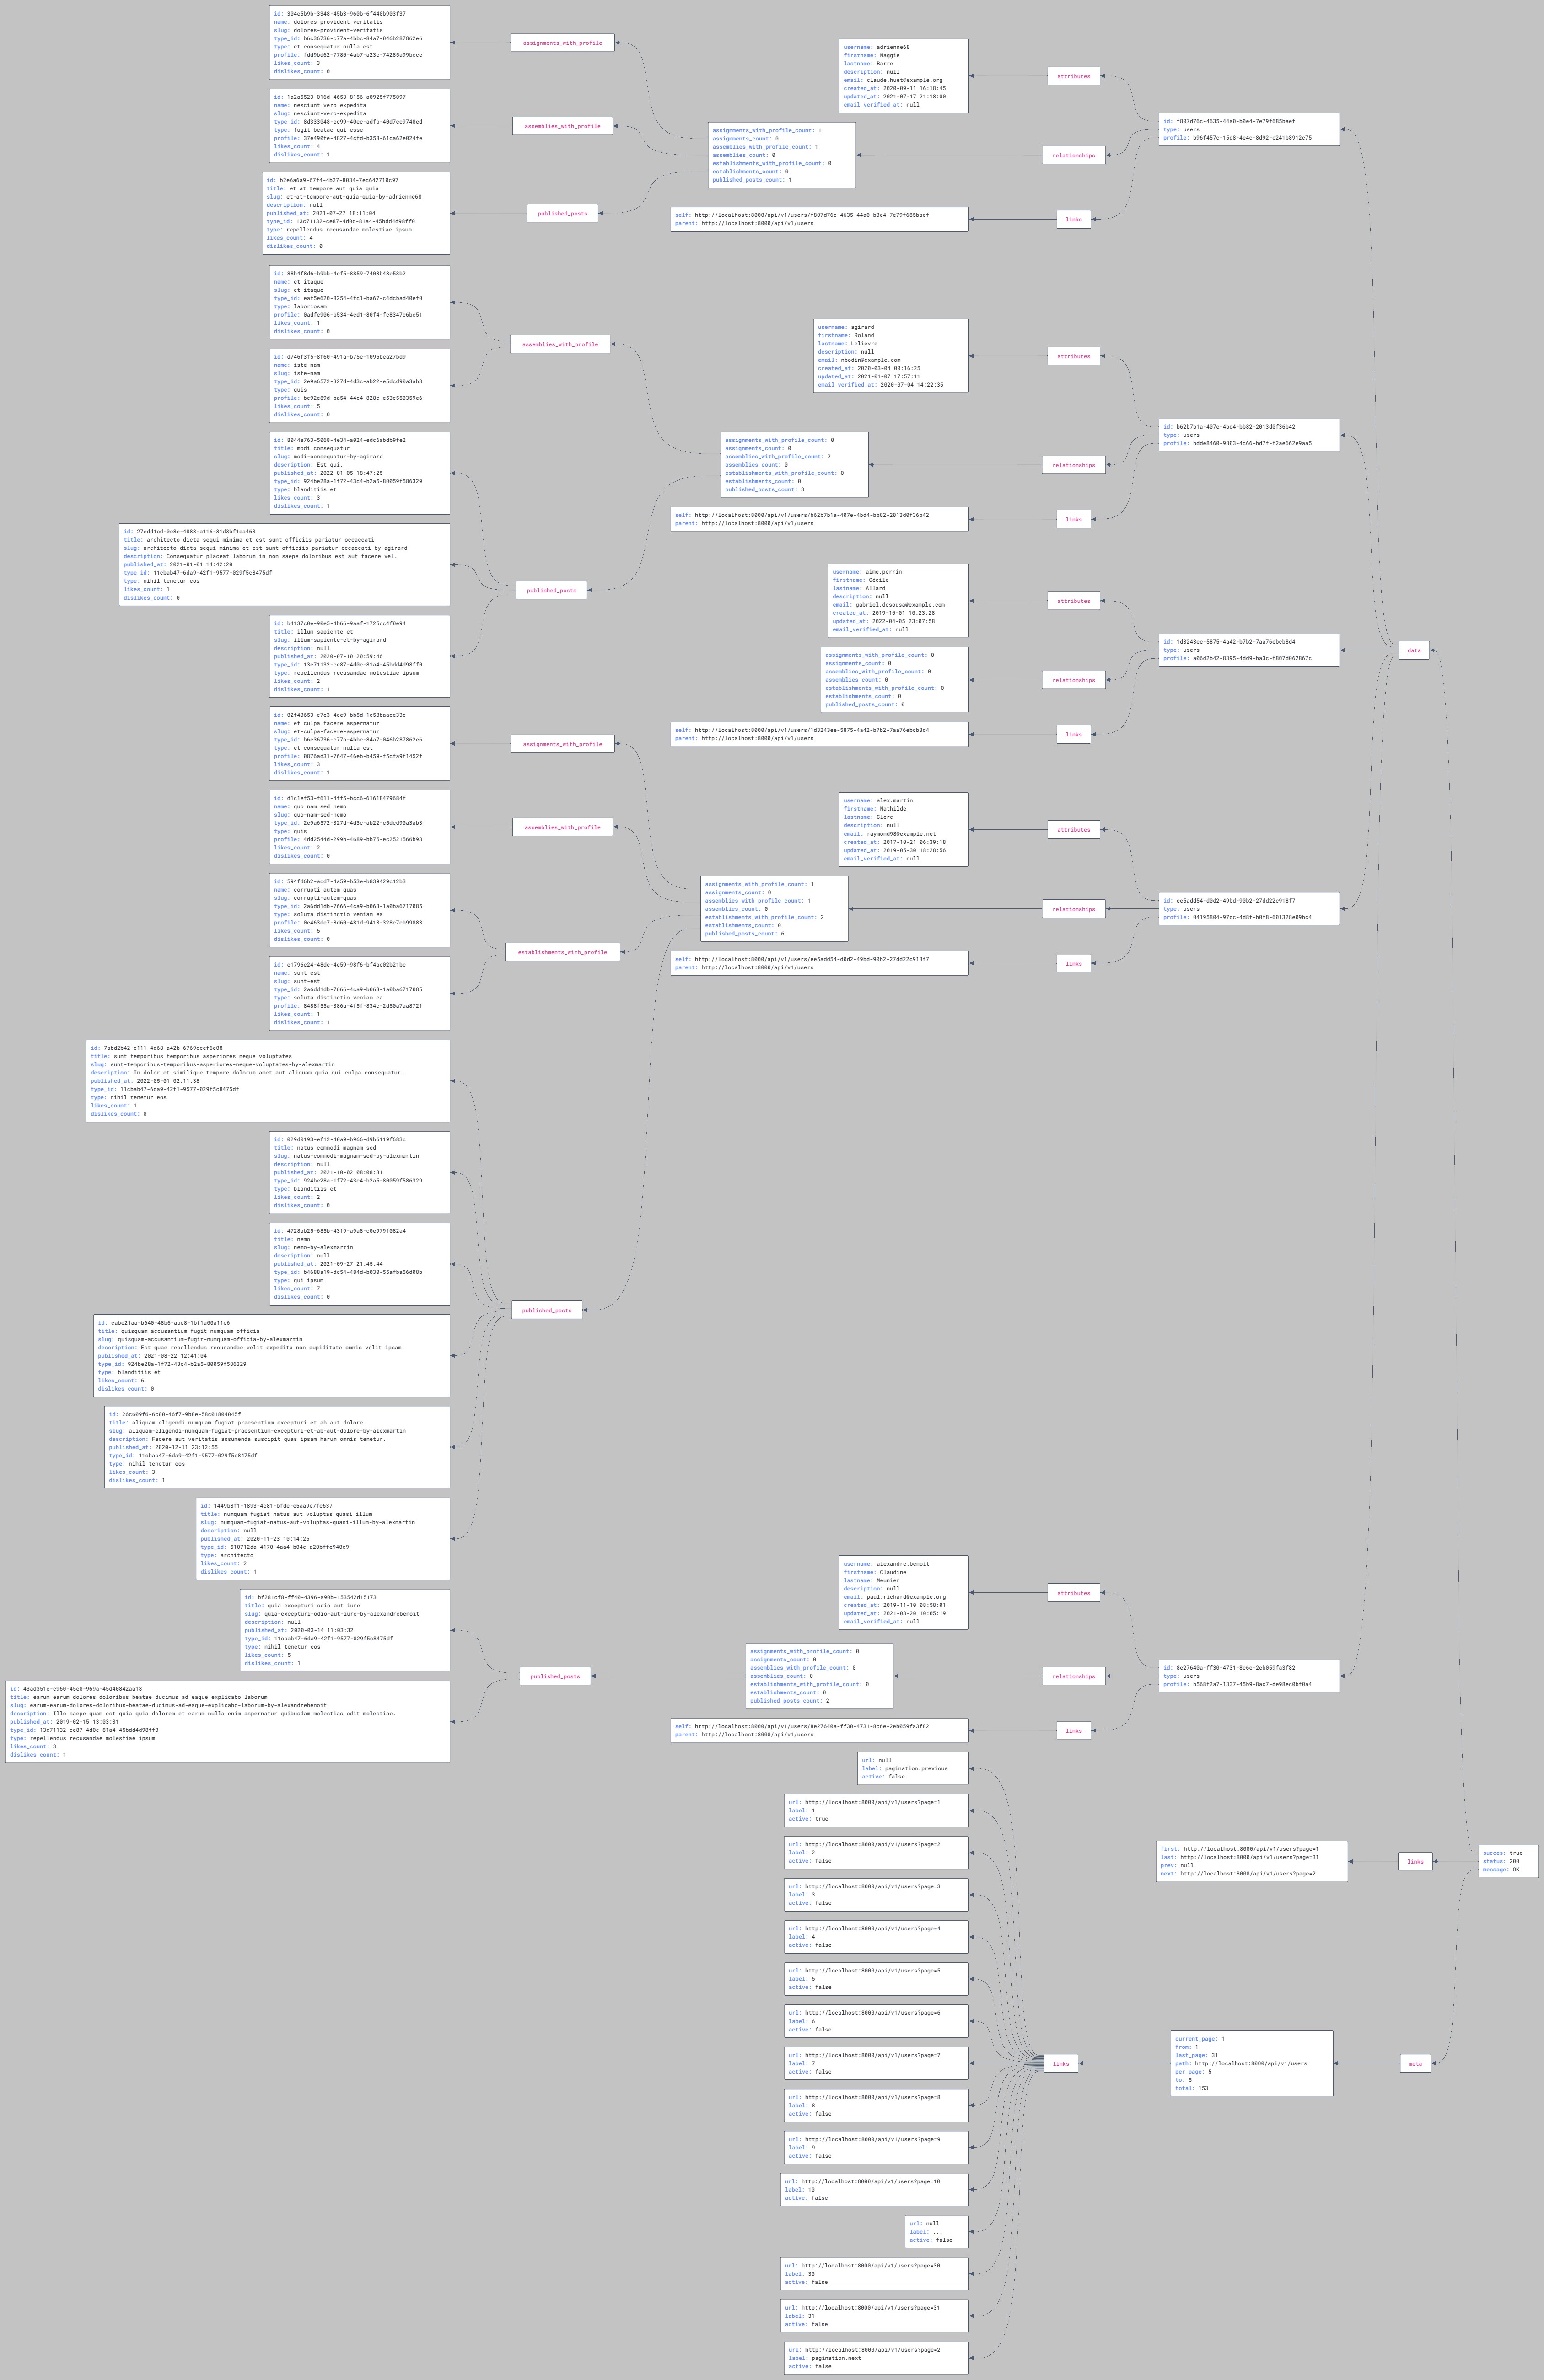 id: 304e5b9b-3348-45b3-960b-6f440b903f37
name: dolores provident veritatis
slug: dolores-provident-veritatis
type_id: b6c36736-c77a-4bbc-84a7-046b287862e6
type: et consequatur nulla est
profile: fdd9bd62-7780-4ab7-a23e-74285a99bcce
likes_count: 3
dislikes_count: 0
id: 1a2a5523-016d-4653-8156-a0925f775097
name: nesciunt vero expedita
slug: nesciunt-vero-expedita
type_id: 8d333048-ec99-40ec-adfb-40d7ec9740ed
type: fugit beatae qui esse
profile: 37e490fe-4827-4cfd-b358-61ca62e024fe
likes_count: 4
dislikes_count: 1
id: b2e6a6a9-67f4-4b27-8034-7ec642710c97
title: et at tempore aut quia quia
slug: et-at-tempore-aut-quia-quia-by-adrienne68
description: null
published_at: 2021-07-27 18:11:04
type_id: 13c71132-ce87-4d0c-81a4-45bdd4d98ff0
type: repellendus recusandae molestiae ipsum
likes_count: 4
dislikes_count: 0
id: 88b4f8d6-b9bb-4ef5-8859-7403b48e53b2
name: et itaque
slug: et-itaque
type_id: eaf5e620-8254-4fc1-ba67-c4dcbad40ef0
type: laboriosam
profile: 0adfe906-b534-4cd1-80f4-fc8347c6bc51
likes_count: 1
dislikes_count: 0
id: d746f3f5-8f60-491a-b75e-1095bea27bd9
name: iste nam
slug: iste-nam
type_id: 2e9a6572-327d-4d3c-ab22-e5dcd90a3ab3
type: quis
profile: bc92e89d-ba54-44c4-828c-e53c550359e6
likes_count: 5
dislikes_count: 0
id: 8044e763-5068-4e34-a024-edc6abdb9fe2
title: modi consequatur
slug: modi-consequatur-by-agirard
description: Est qui.
published_at: 2022-01-05 18:47:25
type_id: 924be28a-1f72-43c4-b2a5-80059f586329
type: blanditiis et
likes_count: 3
dislikes_count: 1
id: 27edd1cd-0e8e-4883-a116-31d3bf1ca463
title: architecto dicta sequi minima et est sunt officiis pariatur occaecati
slug: architecto-dicta-sequi-minima-et-est-sunt-officiis-pariatur-occaecati-by-agirard
description: Consequatur placeat laborum in non saepe doloribus est aut facere vel.
published_at: 2021-01-01 14:42:20
type_id: 11cbab47-6da9-42f1-9577-029f5c8475df
type: nihil tenetur eos
likes_count: 1
dislikes_count: 0
id: b4137c0e-90e5-4b66-9aaf-1725cc4f0e94
title: illum sapiente et
slug: illum-sapiente-et-by-agirard
description: null
published_at: 2020-07-10 20:59:46
type_id: 13c71132-ce87-4d0c-81a4-45bdd4d98ff0
type: repellendus recusandae molestiae ipsum
likes_count: 2
dislikes_count: 1
id: 02f40653-c7e3-4ce9-bb5d-1c58baace33c
name: et culpa facere aspernatur
slug: et-culpa-facere-aspernatur
type_id: b6c36736-c77a-4bbc-84a7-046b287862e6
type: et consequatur nulla est
profile: 0876ad31-7647-46eb-b459-f5cfa9f1452f
likes_count: 3
dislikes_count: 1
id: d1c1ef53-f611-4ff5-bcc6-61618479684f
name: quo nam sed nemo
slug: quo-nam-sed-nemo
type_id: 2e9a6572-327d-4d3c-ab22-e5dcd90a3ab3
type: quis
profile: 4dd2544d-299b-4689-bb75-ec2521566b93
likes_count: 2
dislikes_count: 0
id: 594fd6b2-acd7-4a59-b53e-b039429c12b3
name: corrupti autem quas
slug: corrupti-autem-quas
type_id: 2a6dd1db-7666-4ca9-b063-1a0ba6717085
type: soluta distinctio veniam ea
profile: 0c463de7-8d60-481d-9413-328c7cb99883
likes_count: 5
dislikes_count: 0
id: e1796e24-48de-4e59-98f6-bf4ae02b21bc
name: sunt est
slug: sunt-est
type_id: 2a6dd1db-7666-4ca9-b063-1a0ba6717085
type: soluta distinctio veniam ea
profile: 8488f55a-386a-4f5f-834c-2d50a7aa872f
likes_count: 1
dislikes_count: 1
id: 7abd2b42-c111-4d68-a42b-6769ccef6e08
title: sunt temporibus temporibus asperiores neque voluptates
slug: sunt-temporibus-temporibus-asperiores-neque-voluptates-by-alexmartin
description: In dolor et similique tempore dolorum amet aut aliquam quia qui culpa consequatur.
published_at: 2022-05-01 02:11:38
type_id: 11cbab47-6da9-42f1-9577-029f5c8475df
type: nihil tenetur eos
likes_count: 1
dislikes_count: 0
id: 029d0193-ef12-40a9-b966-d9b6119f683c
title: natus commodi magnam sed
slug: natus-commodi-magnam-sed-by-alexmartin
description: null
published_at: 2021-10-02 00:08:31
type_id: 924be28a-1f72-43c4-b2a5-80059f586329
type: blanditiis et
likes_count: 2
dislikes_count: 0
id: 4728ab25-685b-43f9-a9a8-c0e979f082a4
title: nemo
slug: nemo-by-alexmartin
description: null
published_at: 2021-09-27 21:45:44
type_id: b4688a19-dc54-484d-b030-55afba56d08b
type: qui ipsum
likes_count: 7
dislikes_count: 0
id: cabe21aa-b640-48b6-abe8-1bf1a00a11e6
title: quisquam accusantium fugit numquam officia
slug: quisquam-accusantium-fugit-numquam-officia-by-alexmartin
description: Est quae repellendus recusandae velit expedita non cupiditate omnis velit ipsam.
published_at: 2021-08-22 12:41:04
type_id: 924be28a-1f72-43c4-b2a5-80059f586329
type: blanditiis et
likes_count: 6
dislikes_count: 0
id: 26c609f6-6c00-46f7-9b8e-58c01884045f
title: aliquam eligendi numquam fugiat praesentium excepturi et ab aut dolore
slug: aliquam-eligendi-numquam-fugiat-praesentium-excepturi-et-ab-aut-dolore-by-alexmartin
description: Facere aut veritatis assumenda suscipit quas ipsam harum omnis tenetur.
published_at: 2020-12-11 23:12:55
type_id: 11cbab47-6da9-42f1-9577-029f5c8475df
type: nihil tenetur eos
likes_count: 3
dislikes_count: 1
id: 1449b8f1-1893-4e81-bfde-e5aa9e7fc637
title: numquam fugiat natus aut voluptas quasi illum
slug: numquam-fugiat-natus-aut-voluptas-quasi-illum-by-alexmartin
description: null
published_at: 2020-11-23 10:14:25
type_id: 510712da-4170-4aa4-b04c-a20bffe940c9
type: architecto
likes_count: 2
dislikes_count: 1
id: bf281cf8-ff40-4396-a90b-153542d15173
title: quia excepturi odio aut iure
slug: quia-excepturi-odio-aut-iure-by-alexandrebenoit
description: null
published_at: 2020-03-14 11:03:32
type_id: 11cbab47-6da9-42f1-9577-029f5c8475df
type: nihil tenetur eos
likes_count: 5
dislikes_count: 1
id: 43ad351e-c960-45e0-969a-45d40842aa18
title: earum earum dolores doloribus beatae ducimus ad eaque explicabo laborum
slug: earum-earum-dolores-doloribus-beatae-ducimus-ad-eaque-explicabo-laborum-by-alexandrebenoit
description: Illo saepe quam est quia quia dolorem et earum nulla enim aspernatur quibusdam molestias odit molestiae.
published_at: 2019-02-15 13:03:31
type_id: 13c71132-ce87-4d0c-81a4-45bdd4d98ff0
type: repellendus recusandae molestiae ipsum
likes_count: 3
dislikes_count: 1
assignments_with_profile
assemblies_with_profile
published_posts
assemblies_with_profile
published_posts
assignments_with_profile
assemblies_with_profile
establishments_with_profile
published_posts
published_posts
username: adrienne68
firstname: Maggie
lastname: Barre
description: null
email: claude.huet@example.org
created_at: 2020-09-11 16:18:45
updated_at: 2021-07-17 21:18:00
email_verified_at: null
assignments_with_profile_count: 1
assignments_count: 0
assemblies_with_profile_count: 1
assemblies_count: 0
establishments_with_profile_count: 0
establishments_count: 0
published_posts_count: 1
self: http://localhost:8000/api/v1/users/f807d76c-4635-44a0-b0e4-7e79f685baef
parent: http://localhost:8000/api/v1/users
username: agirard
firstname: Roland
lastname: Lelievre
description: null
email: nbodin@example.com
created_at: 2020-03-04 00:16:25
updated_at: 2021-01-07 17:57:11
email_verified_at: 2020-07-04 14:22:35
assignments_with_profile_count: 0
assignments_count: 0
assemblies_with_profile_count: 2
assemblies_count: 0
establishments_with_profile_count: 0
establishments_count: 0
published_posts_count: 3
self: http://localhost:8000/api/v1/users/b62b7b1a-407e-4bd4-bb82-2013d0f36b42
parent: http://localhost:8000/api/v1/users
username: aime.perrin
firstname: Cécile
lastname: Allard
description: null
email: gabriel.desousa@example.com
created_at: 2019-10-01 10:23:28
updated_at: 2022-04-05 23:07:58
email_verified_at: null
assignments_with_profile_count: 0
assignments_count: 0
assemblies_with_profile_count: 0
assemblies_count: 0
establishments_with_profile_count: 0
establishments_count: 0
published_posts_count: 0
self: http://localhost:8000/api/v1/users/1d3243ee-5875-4a42-b7b2-7aa76ebcb8d4
parent: http://localhost:8000/api/v1/users
username: alex.martin
firstname: Mathilde
lastname: Clerc
description: null
email: raymond98@example.net
created_at: 2017-10-21 06:39:18
updated_at: 2019-05-30 18:28:56
email_verified_at: null
assignments_with_profile_count: 1
assignments_count: 0
assemblies_with_profile_count: 1
assemblies_count: 0
establishments_with_profile_count: 2
establishments_count: 0
published_posts_count: 6
self: http://localhost:8000/api/v1/users/ee5add54-d0d2-49bd-90b2-27dd22c918f7
parent: http://localhost:8000/api/v1/users
username: alexandre.benoit
firstname: Claudine
lastname: Meunier
description: null
email: paul.richard@example.org
created_at: 2019-11-10 08:58:01
updated_at: 2021-03-20 10:05:19
email_verified_at: null
assignments_with_profile_count: 0
assignments_count: 0
assemblies_with_profile_count: 0
assemblies_count: 0
establishments_with_profile_count: 0
establishments_count: 0
published_posts_count: 2
self: http://localhost:8000/api/v1/users/8e27640a-ff30-4731-8c6e-2eb059fa3f82
parent: http://localhost:8000/api/v1/users
url: null
label: pagination.previous
active: false
url: http://localhost:8000/api/v1/users?page=1
label: 1
active: true
url: http://localhost:8000/api/v1/users?page=2
label: 2
active: false
url: http://localhost:8000/api/v1/users?page=3
label: 3
active: false
url: http://localhost:8000/api/v1/users?page=4
label: 4
active: false
url: http://localhost:8000/api/v1/users?page=5
label: 5
active: false
url: http://localhost:8000/api/v1/users?page=6
label: 6
active: false
url: http://localhost:8000/api/v1/users?page=7
label: 7
active: false
url: http://localhost:8000/api/v1/users?page=8
label: 8
active: false
url: http://localhost:8000/api/v1/users?page=9
label: 9
active: false
url: http://localhost:8000/api/v1/users?page=10
label: 10
active: false
url: null
label: ...
active: false
url: http://localhost:8000/api/v1/users?page=30
label: 30
active: false
url: http://localhost:8000/api/v1/users?page=31
label: 31
active: false
url: http://localhost:8000/api/v1/users?page=2
label: pagination.next
active: false
attributes
relationships
links
attributes
relationships
links
attributes
relationships
links
attributes
relationships
links
attributes
relationships
links
links
id: f807d76c-4635-44a0-b0e4-7e79f685baef
type: users
profile: b96f457c-15d8-4e4c-8d92-c241b8912c75
id: b62b7b1a-407e-4bd4-bb82-2013d0f36b42
type: users
profile: bdde8460-9803-4c66-bd7f-f2ae662e9aa5
id: 1d3243ee-5875-4a42-b7b2-7aa76ebcb8d4
type: users
profile: a06d2b42-8395-4dd9-ba3c-f807d062867c
id: ee5add54-d0d2-49bd-90b2-27dd22c918f7
type: users
profile: 04195804-97dc-4d8f-b0f8-601328e09bc4
id: 8e27640a-ff30-4731-8c6e-2eb059fa3f82
type: users
profile: b568f2a7-1337-45b9-8ac7-de98ec0bf0a4
first: http://localhost:8000/api/v1/users?page=1
last: http://localhost:8000/api/v1/users?page=31
prev: null
next: http://localhost:8000/api/v1/users?page=2
current_page: 1
from: 1
last_page: 31
path: http://localhost:8000/api/v1/users
per_page: 5
to: 5
total: 153
data
links
meta
succes: true
status: 200
message: OK